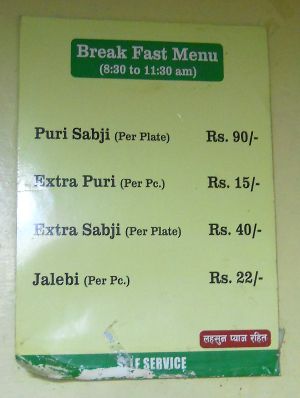 Break Fast Menu
(8:30 to 11:30 am)
Puri Sabji (Per Plate) Rs. 90/-
Extra Puri (Per Pc.) Rs. 15/-
Extra Sabji (Per Plate) Rs. 40/-
Jalebi (Per Pc.) Rs. 22/-
लहसुन प्याज रहित
SERVICE